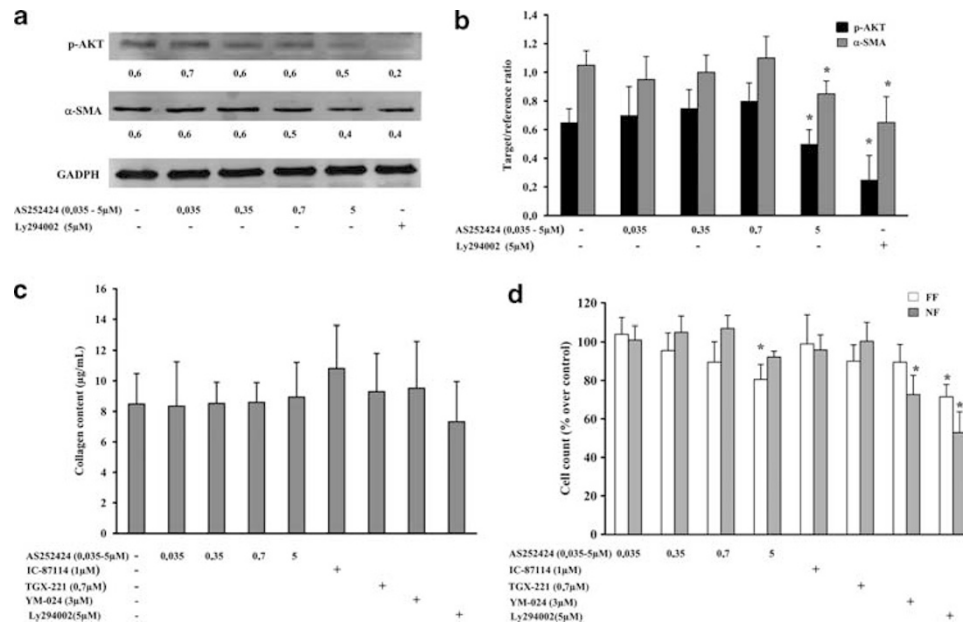 a
p-AKT
0,6 0,7 0,6 0,6 0,5 0,2
α-SMA
0,6 0,6 0,6 0,5 0,4 0,4
GADPH
AS252424 (0,035 - 5µM) - 0,035 0,35 0,7 5 -
Ly294002 (5µM) - - - - - +
b
p-AKT
α-SMA
Target/reference ratio
1,4
1,2
1.0
0,8
0,6
0.4
0,2
0,0
* *
* *
AS252424 (0,035 - 5µM) - 0,035 0,35 0,7 5 -
Ly294002 (5µM) - - - - - +
c
Collagen content (µg/mL)
16
14
12
10
8
6
4
2
0
AS252424 (0,035-5µM) - 0,035 0,35 0,7 5
IC-87114 (1µM) - +
TGX-221 (0,7µM) - +
YM-024 (3µM) - +
Ly294002(5µM) - +
d
FF
NF
Cell count (% over control)
120
100
80
60
40
20
0
*
*
* *
AS252424 (0,035-5µM) 0,035 0,35 0,7 5
IC-87114 (1µM) +
TGX-221 (0,7µM) +
YM-024 (3µM) +
Ly294002(5µM) +